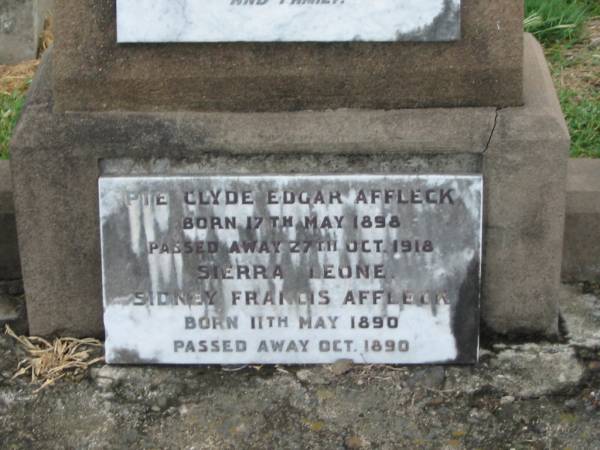 AND FAMILY.
PTE CLYDE EDGAR AFFLECK
BORN 17TH MAY 1898
PASSED AWAY 27TH OCT. 1918
SIERRA LEONE.
SIDNEY FRANCIS AFFLECK
BORN 11TH MAY 1890
PASSED AWAY OCT. 1890